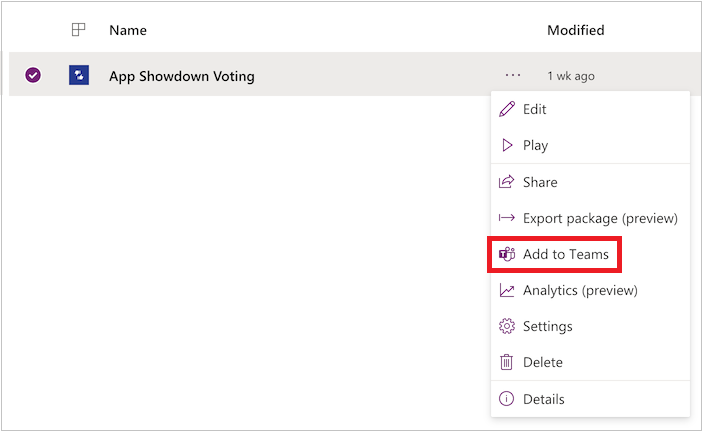 Name Modified
App Showdown Voting ... 1 wk ago
Edit
Play
Share
Export package (preview)
Add to Teams
Analytics (preview)
Settings
Delete
Details